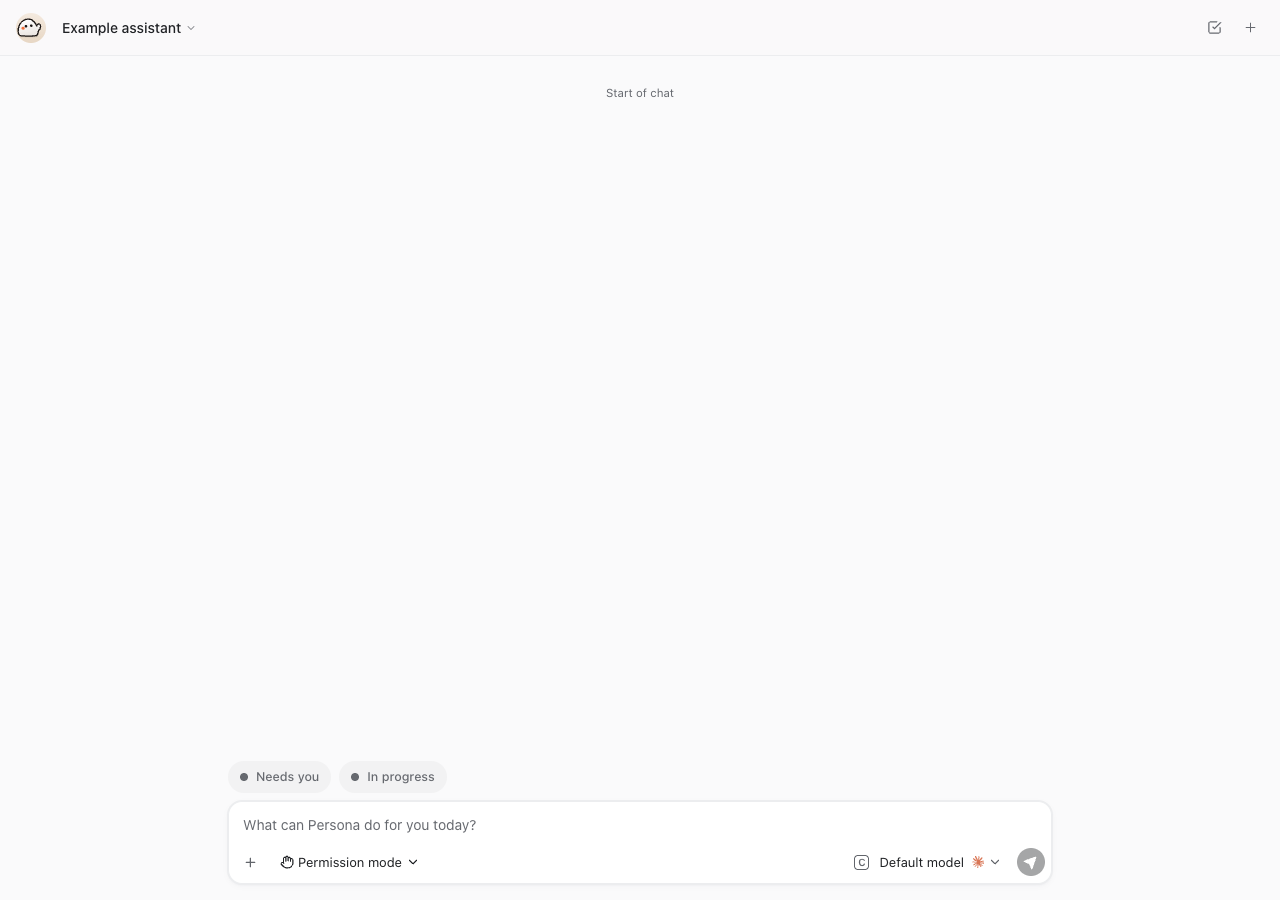 Example assistant
Start of chat
Needs you
In progress
What can Persona do for you today?
Permission mode
C
Default model